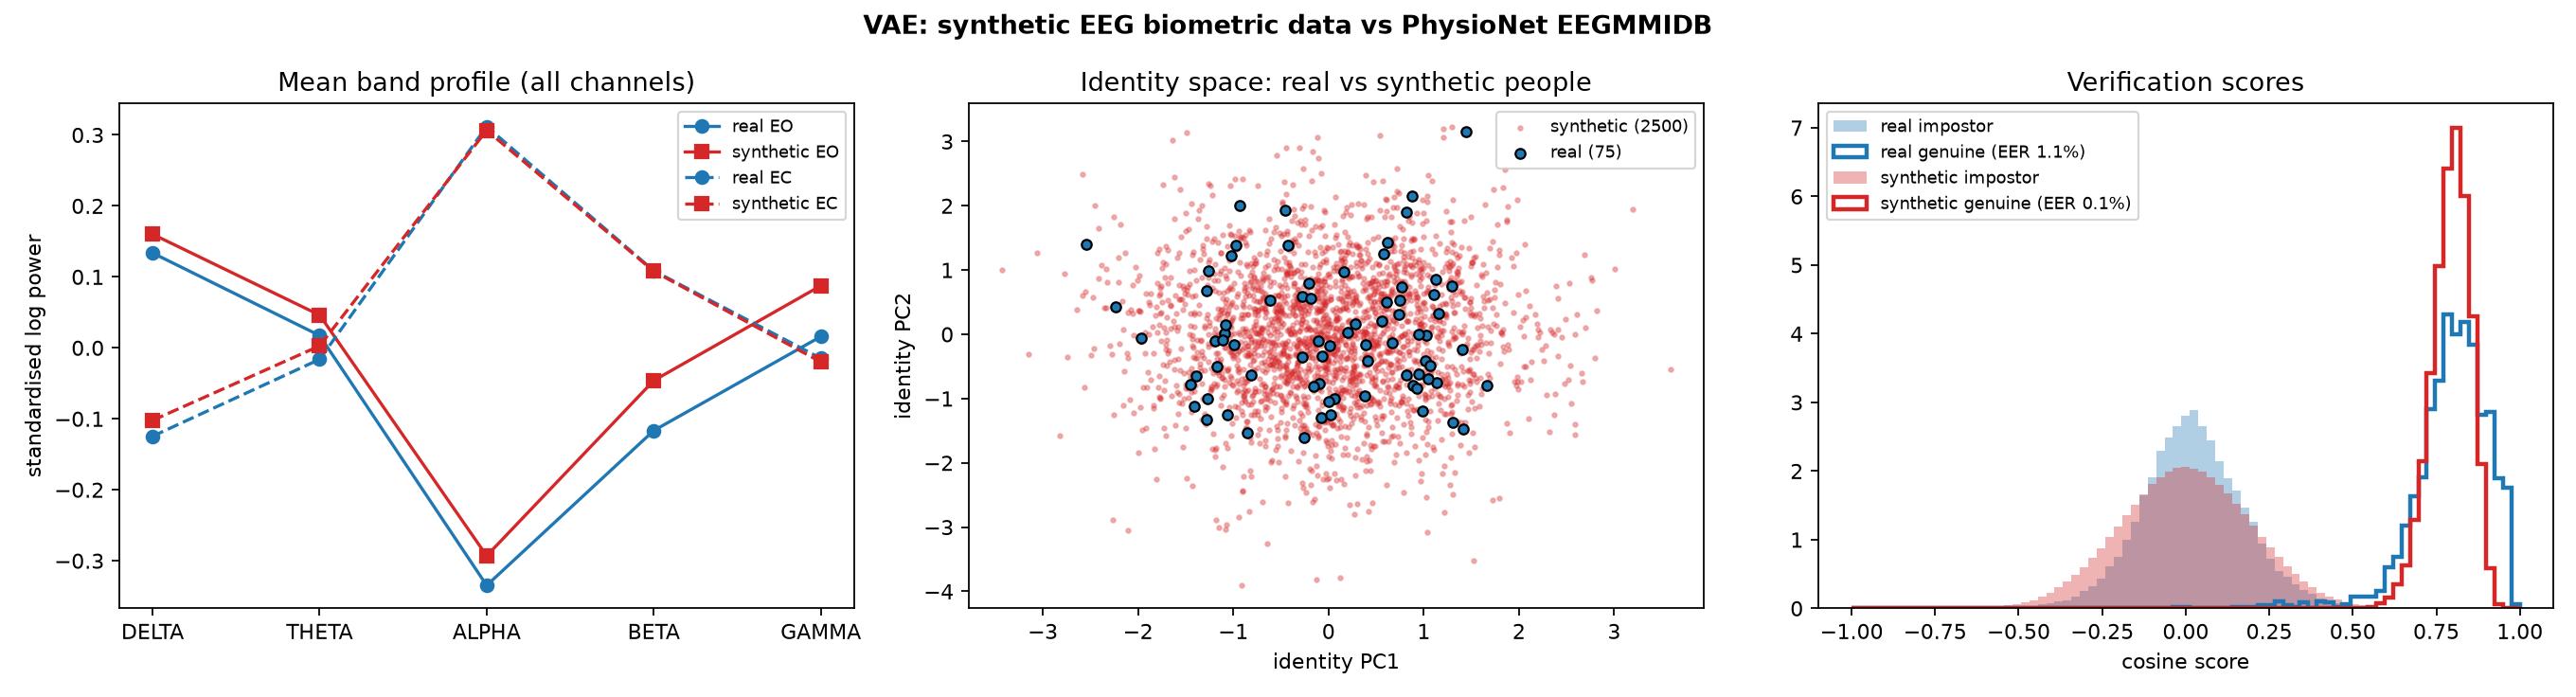 VAE: synthetic EEG biometric data vs PhysioNet EEGMMIDB
Mean band profile (all channels)
standardised log power
0.3
0.2
0.1
0.0
−0.1
−0.2
−0.3
DELTA
THETA
ALPHA
BETA
GAMMA
real EO
synthetic EO
real EC
synthetic EC
Identity space: real vs synthetic people
identity PC2
3
2
1
0
−1
−2
−3
−4
−3
−2
−1
0
1
2
3
identity PC1
synthetic (2500)
real (75)
Verification scores
7
6
5
4
3
2
1
0
−1.00
−0.75
−0.50
−0.25
0.00
0.25
0.50
0.75
1.00
cosine score
real impostor
real genuine (EER 1.1%)
synthetic impostor
synthetic genuine (EER 0.1%)